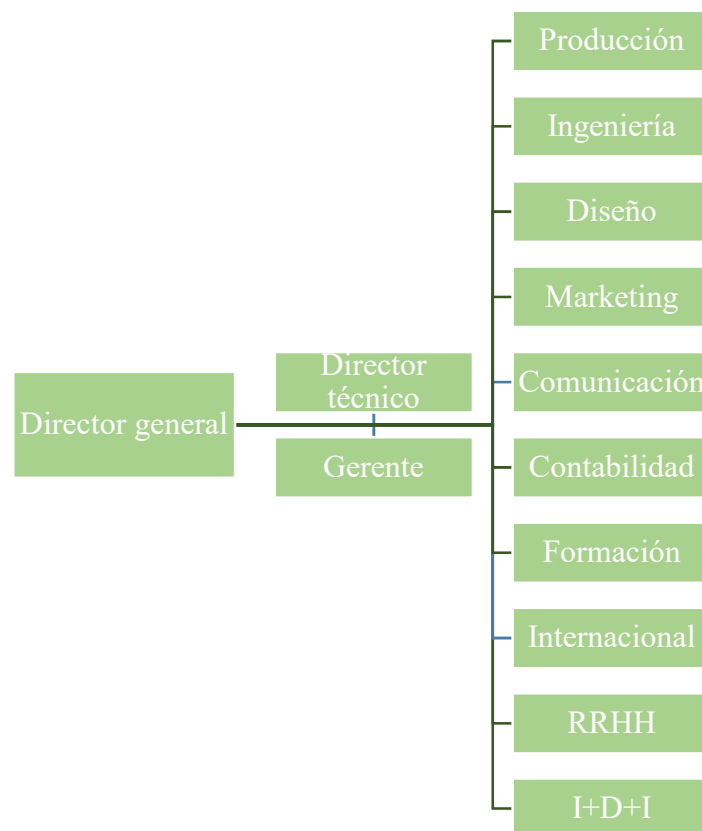 Director general
Director
técnico
Gerente
Producción
Ingeniería
Diseño
Marketing
Comunicación
Contabilidad
Formación
Internacional
RRHH
I+D+I